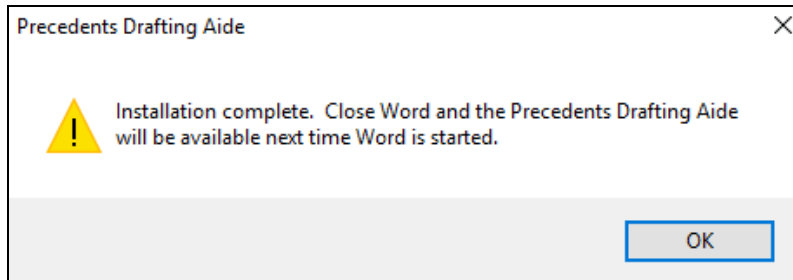 Precedents Drafting Aide
Installation complete.  Close Word and the Precedents Drafting Aide
will be available next time Word is started.
OK